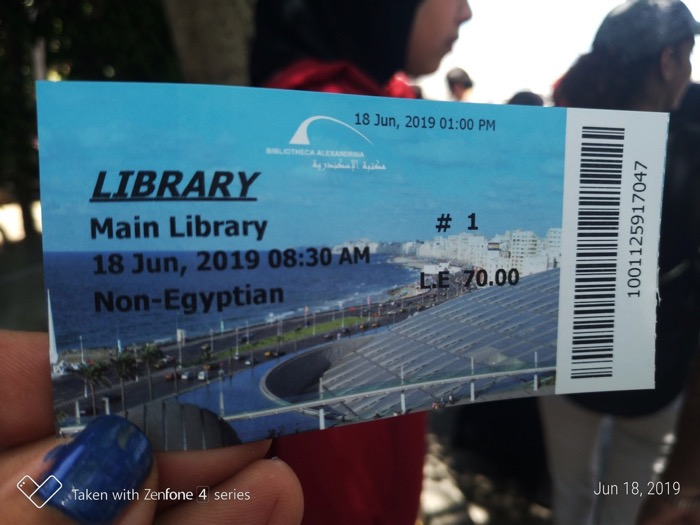 18 Jun, 2019 01:00 PM
BIBLIOTHECA ALEXANDRINA
مكتبة الإسكندرية
LIBRARY
Main Library
# 1
18 Jun, 2019 08:30 AM
L.E 70.00
Non-Egyptian
1001125917047
Taken with Zenfone 4 series
Jun 18, 2019